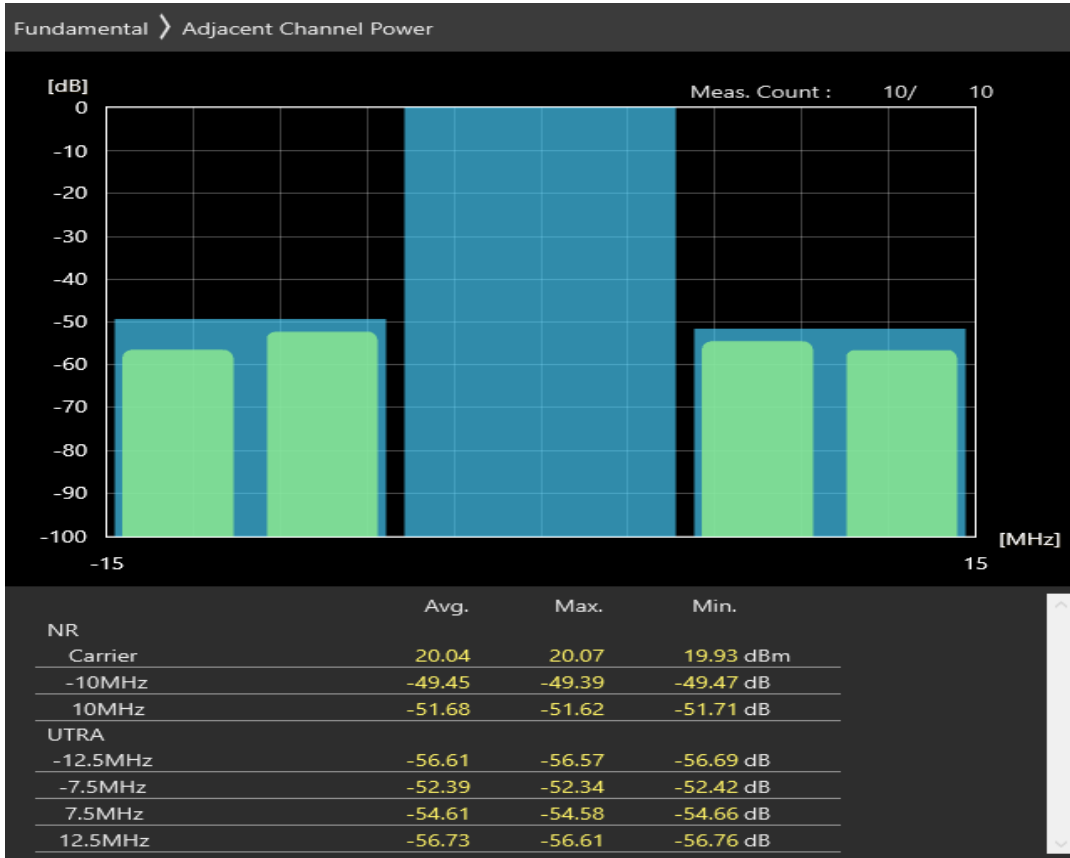 Fundamental ❯ Adjacent Channel Power
[dB]
Meas. Count : 10/ 10
0
-10
-20
-30
-40
-50
-60
-70
-80
-90
-100
[MHz]
-15 15
Avg. Max. Min.
NR
Carrier 20.04 20.07 19.93 dBm
-10MHz -49.45 -49.39 -49.47 dB
10MHz -51.68 -51.62 -51.71 dB
UTRA
-12.5MHz -56.61 -56.57 -56.69 dB
-7.5MHz -52.39 -52.34 -52.42 dB
7.5MHz -54.61 -54.58 -54.66 dB
12.5MHz -56.73 -56.61 -56.76 dB